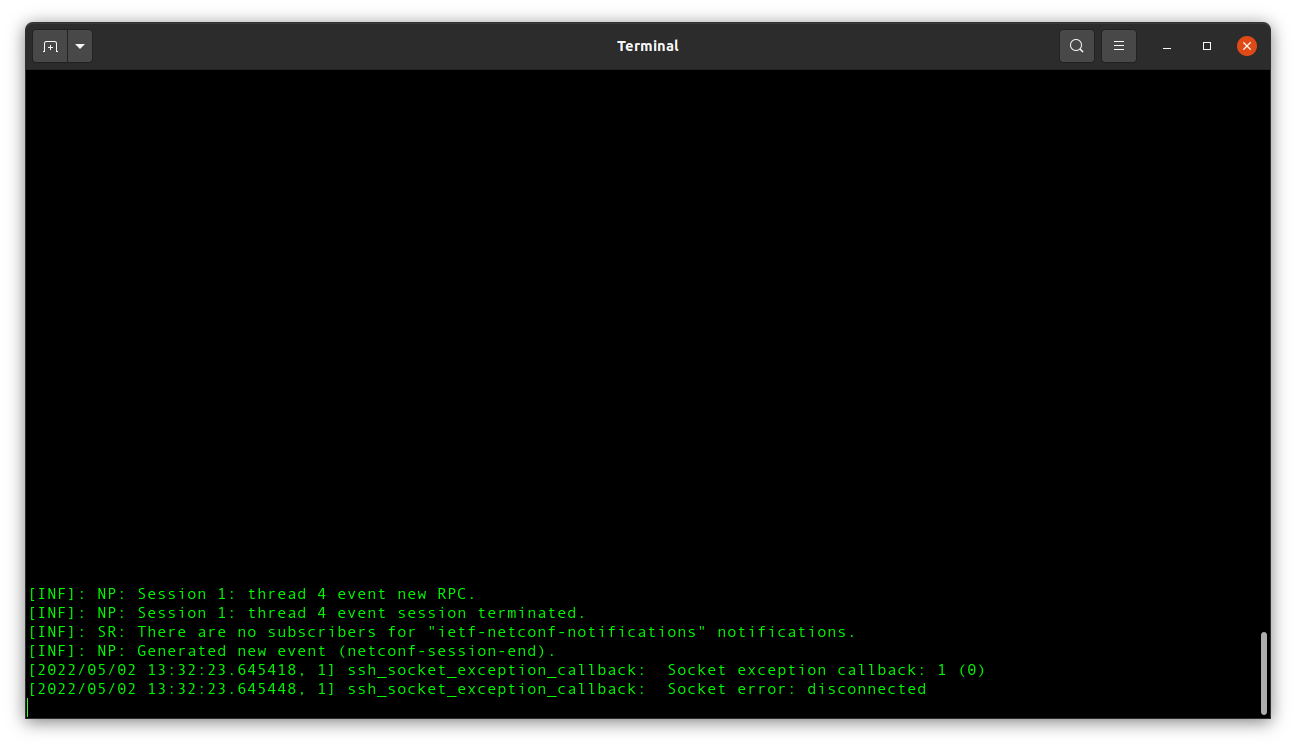 Terminal
[INF]: NP: Session 1: thread 4 event new RPC.
[INF]: NP: Session 1: thread 4 event session terminated.
[INF]: SR: There are no subscribers for "ietf-netconf-notifications" notifications.
[INF]: NP: Generated new event (netconf-session-end).
[2022/05/02 13:32:23.645418, 1] ssh_socket_exception_callback:  Socket exception callback: 1 (0)
[2022/05/02 13:32:23.645448, 1] ssh_socket_exception_callback:  Socket error: disconnected